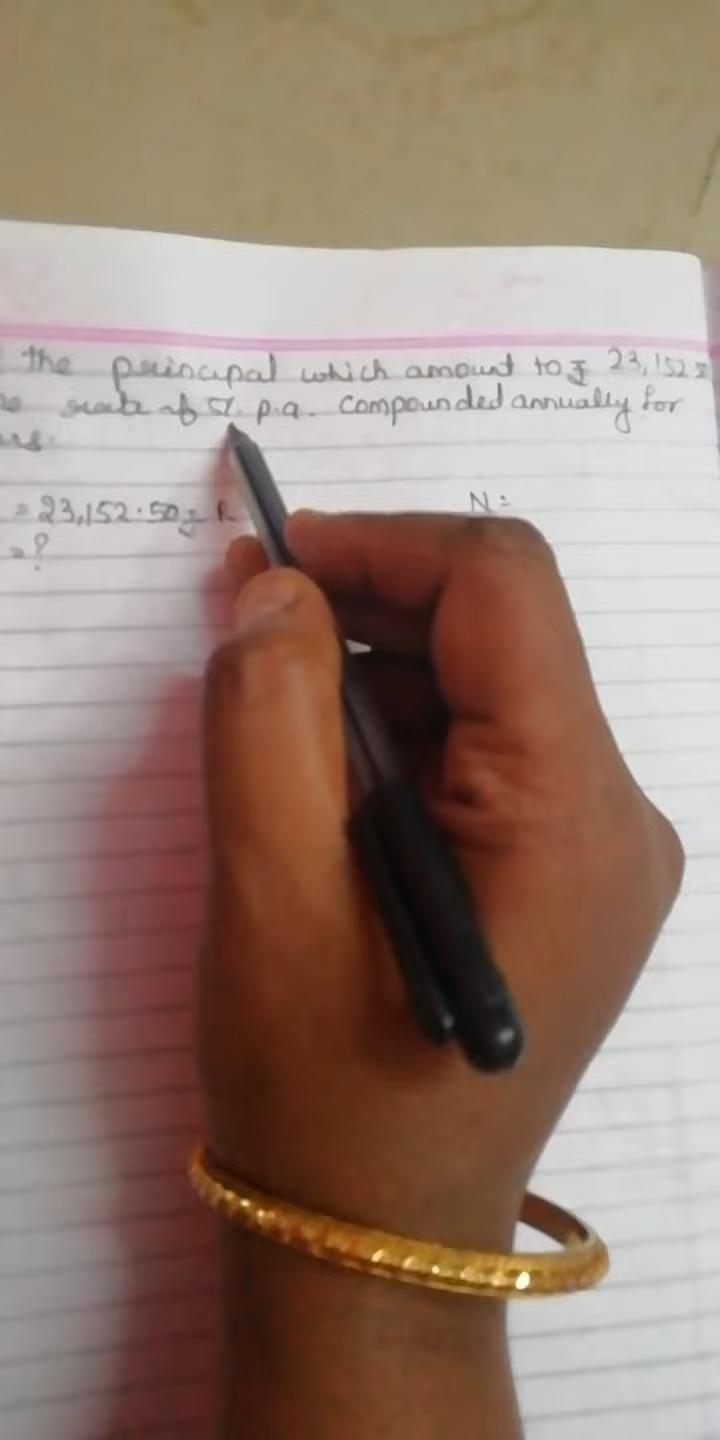 the principal which amount to ₹ 23,152
rate of 5% p.a. compounded annually for
= 23,152.50 R N =
= ?